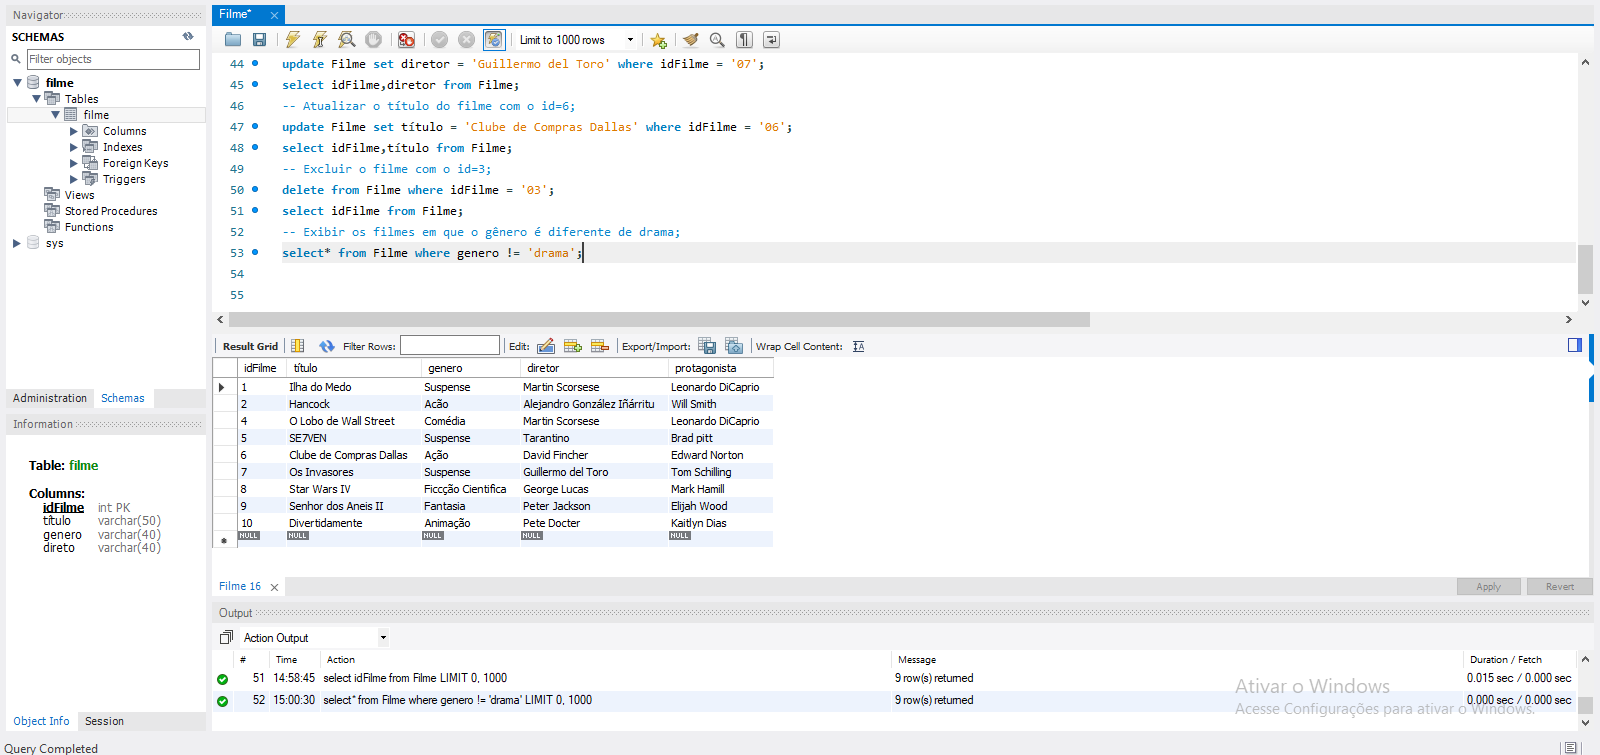 Navigator
SCHEMAS
Filter objects
filme
Tables
filme
Columns
Indexes
Foreign Keys
Triggers
Views
Stored Procedures
Functions
sys
Administration Schemas
Information
Table: filme
Columns:
idFilme int PK
título varchar(50)
genero varchar(40)
direto varchar(40)
Object Info Session
Query Completed
Filme*
Limit to 1000 rows
44 update Filme set diretor = 'Guillermo del Toro' where idFilme = '07';
45 select idFilme,diretor from Filme;
46 -- Atualizar o título do filme com o id=6;
47 update Filme set título = 'Clube de Compras Dallas' where idFilme = '06';
48 select idFilme,título from Filme;
49 -- Excluir o filme com o id=3;
50 delete from Filme where idFilme = '03';
51 select idFilme from Filme;
52 -- Exibir os filmes em que o gênero é diferente de drama;
53 select* from Filme where genero != 'drama';
54
55
Result Grid Filter Rows: Edit: Export/Import: Wrap Cell Content: IA
idFilme título genero diretor protagonista
1 Ilha do Medo Suspense Martin Scorsese Leonardo DiCaprio
2 Hancock Acão Alejandro González Iñárritu Will Smith
4 O Lobo de Wall Street Comédia Martin Scorsese Leonardo DiCaprio
5 SE7VEN Suspense Tarantino Brad pitt
6 Clube de Compras Dallas Ação David Fincher Edward Norton
7 Os Invasores Suspense Guillermo del Toro Tom Schilling
8 Star Wars IV Ficcção Cientifica George Lucas Mark Hamill
9 Senhor dos Aneis II Fantasia Peter Jackson Elijah Wood
10 Divertidamente Animação Pete Docter Kaitlyn Dias
NULL NULL NULL NULL NULL
Filme 16
Apply Revert
Output
Action Output
# Time Action Message Duration / Fetch
51 14:58:45 select idFilme from Filme LIMIT 0, 1000 9 row(s) returned 0.015 sec / 0.000 sec
52 15:00:30 select* from Filme where genero != 'drama' LIMIT 0, 1000 9 row(s) returned 0.000 sec / 0.000 sec
Ativar o Windows
Acesse Configurações para ativar o Windows.